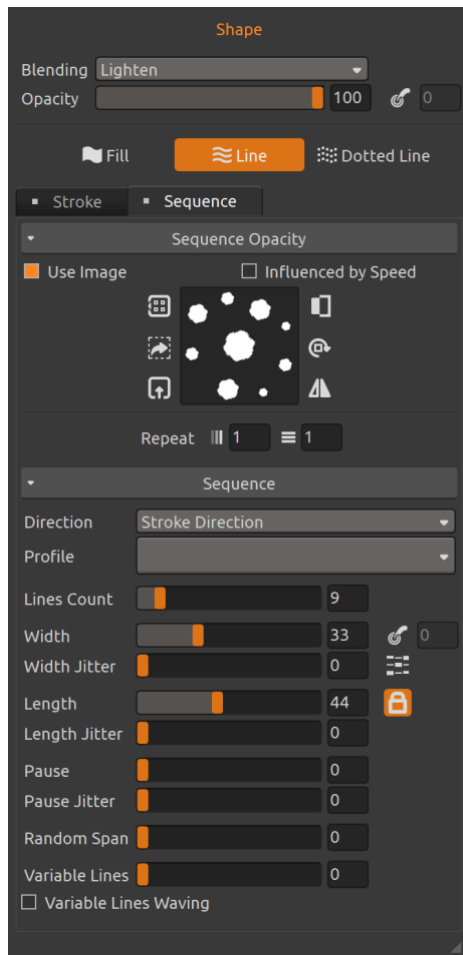 Shape
Blending Lighten
Opacity 100 0
Fill Line Dotted Line
Stroke Sequence
Sequence Opacity
Use Image Influenced by Speed
Repeat 1 1
Sequence
Direction Stroke Direction
Profile
Lines Count 9
Width 33 0
Width Jitter 0
Length 44
Length Jitter 0
Pause 0
Pause Jitter 0
Random Span 0
Variable Lines 0
Variable Lines Waving